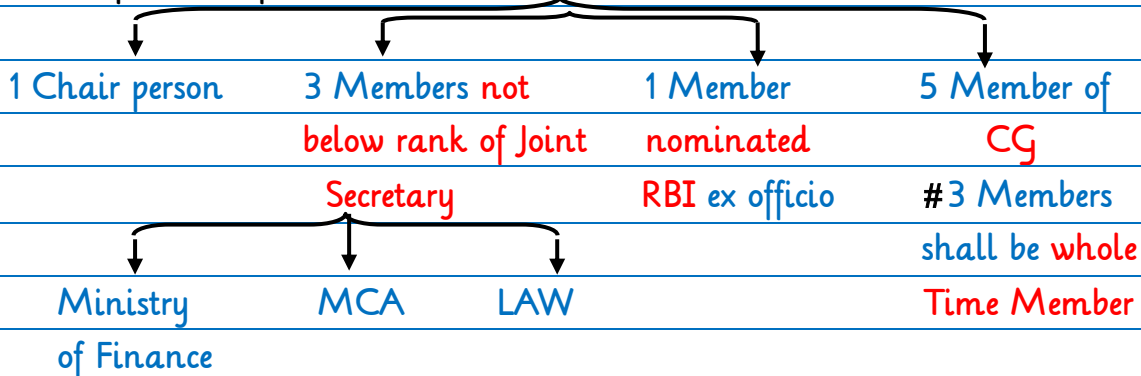 1 Chair person 3 Members not 1 Member 5 Member of
below rank of Joint nominated CG
Secretary RBI ex officio #3 Members
shall be whole
Ministry MCA LAW Time Member
of Finance